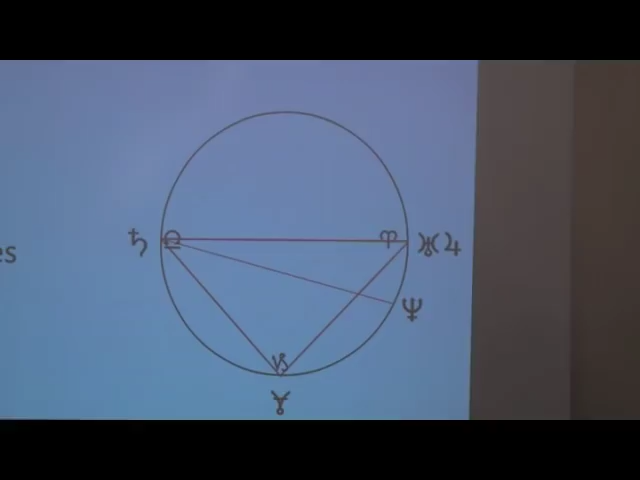 es
♄ ♎ ♈ ♅ ♃
♆
♑